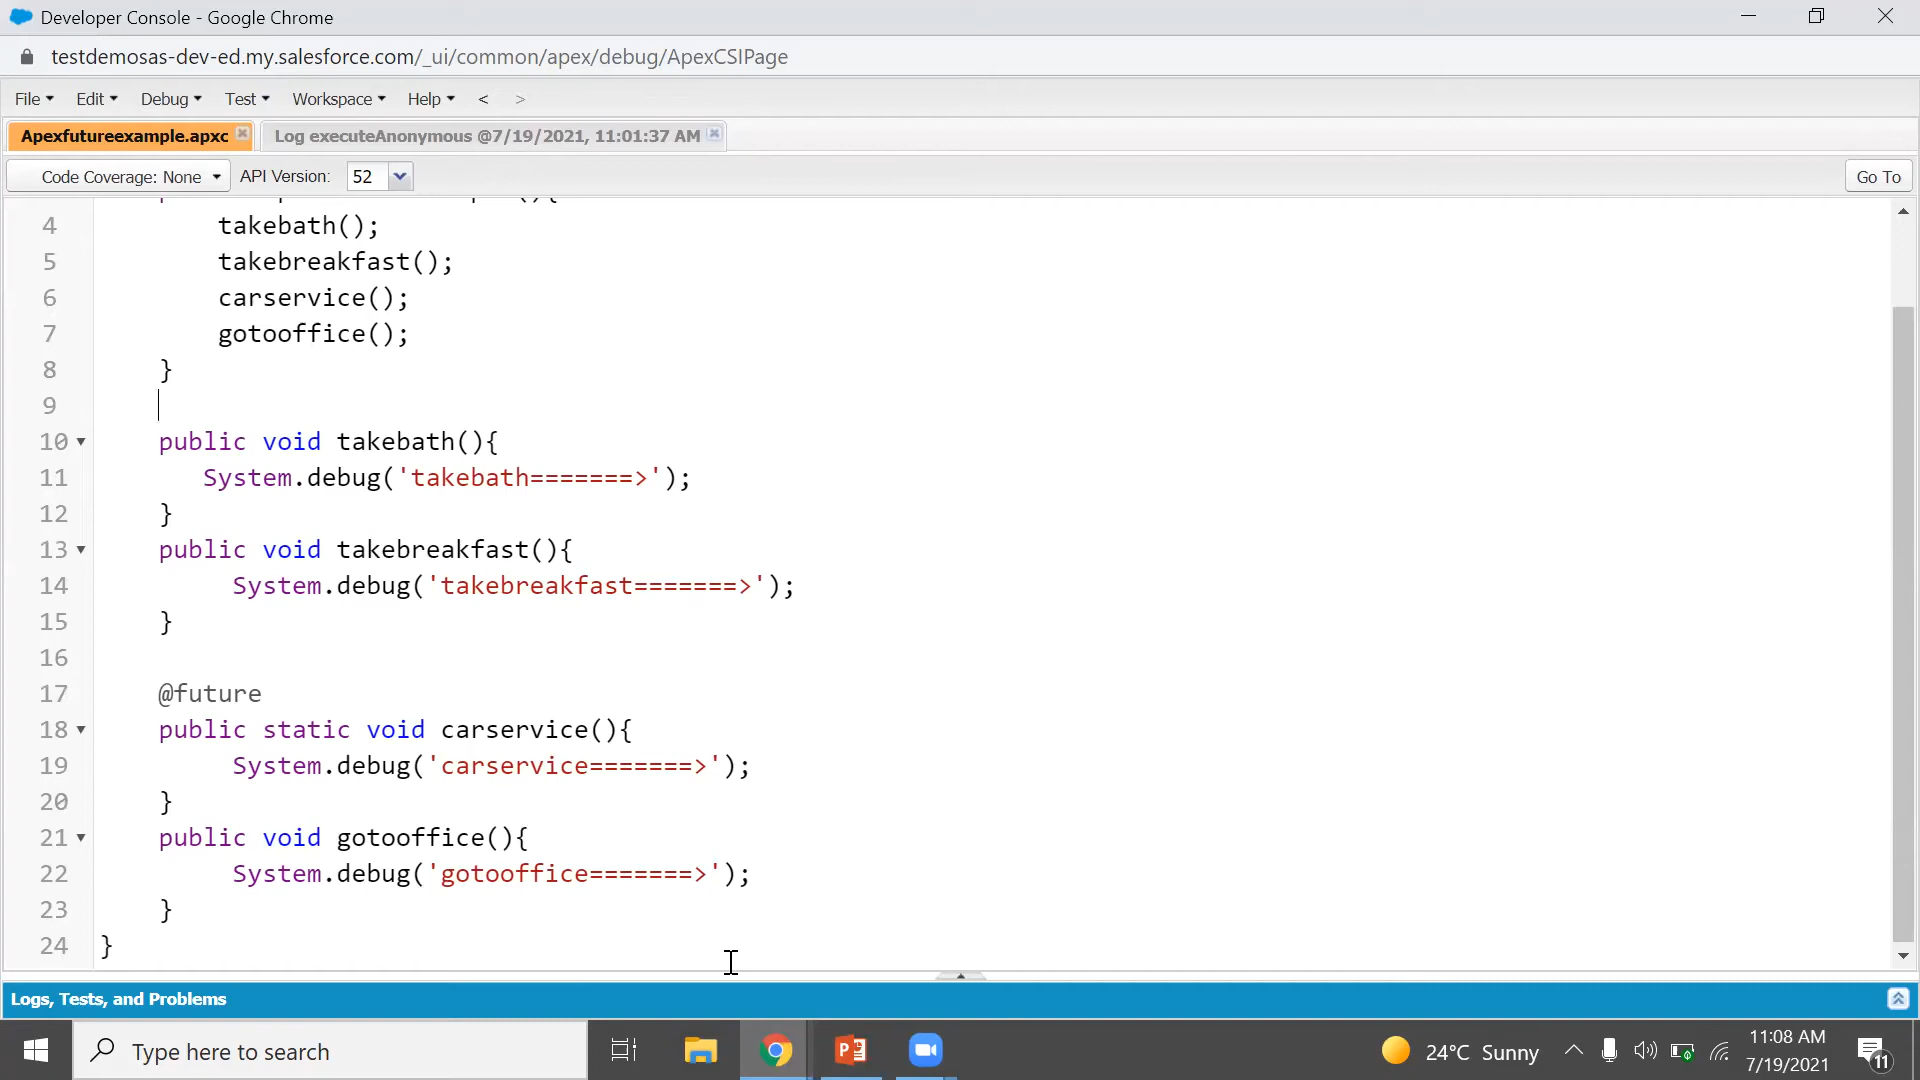 Developer Console - Google Chrome
testdemosas-dev-ed.my.salesforce.com/_ui/common/apex/debug/ApexCSIPage
File Edit Debug Test Workspace Help < >
Apexfutureexample.apxc Log executeAnonymous @7/19/2021, 11:01:37 AM
Code Coverage: None API Version: 52 Go To
4 takebath();
5 takebreakfast();
6 carservice();
7 gotooffice();
8 }
9
10 public void takebath(){
11 System.debug('takebath=======>');
12 }
13 public void takebreakfast(){
14 System.debug('takebreakfast=======>');
15 }
16
17 @future
18 public static void carservice(){
19 System.debug('carservice=======>');
20 }
21 public void gotooffice(){
22 System.debug('gotooffice=======>');
23 }
24 }
Logs, Tests, and Problems
Type here to search
24°C Sunny
11:08 AM
7/19/2021
11